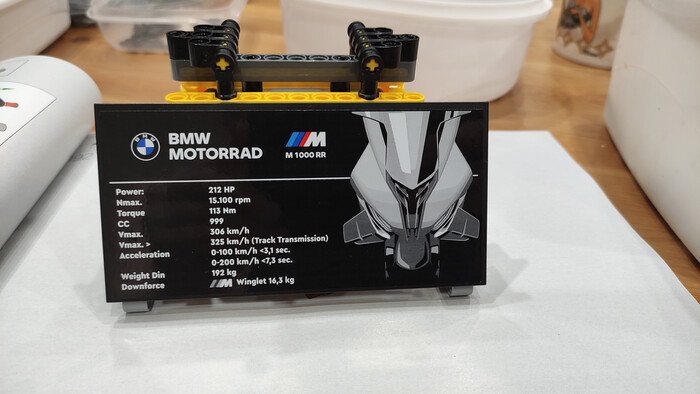 BMW
BMW
MOTORRAD
M
M 1000 RR
Power: 212 HP
Nmax. 15.100 rpm
Torque 113 Nm
CC 999
Vmax. 306 km/h
Vmax. > 325 km/h (Track Transmission)
Acceleration 0-100 km/h <3,1 sec.
0-200 km/h <7,3 sec.
Weight Din 192 kg
Downforce M Winglet 16,3 kg